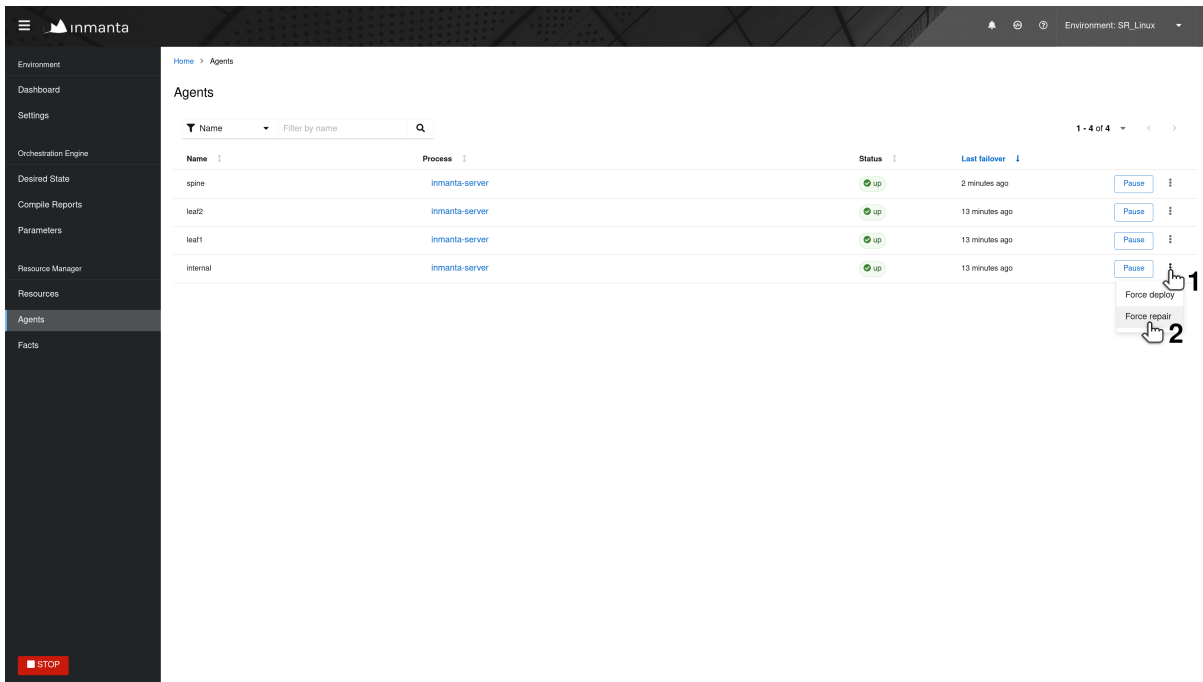 inmanta
Environment: SR_Linux
Environment
Dashboard
Settings
Orchestration Engine
Desired State
Compile Reports
Parameters
Resource Manager
Resources
Agents
Facts
STOP
Home > Agents
Agents
Name Filter by name 1 - 4 of 4
Name Process Status Last failover
spine inmanta-server up 2 minutes ago Pause
leaf2 inmanta-server up 13 minutes ago Pause
leaf1 inmanta-server up 13 minutes ago Pause
internal inmanta-server up 13 minutes ago Pause
1
Force deploy
Force repair
2